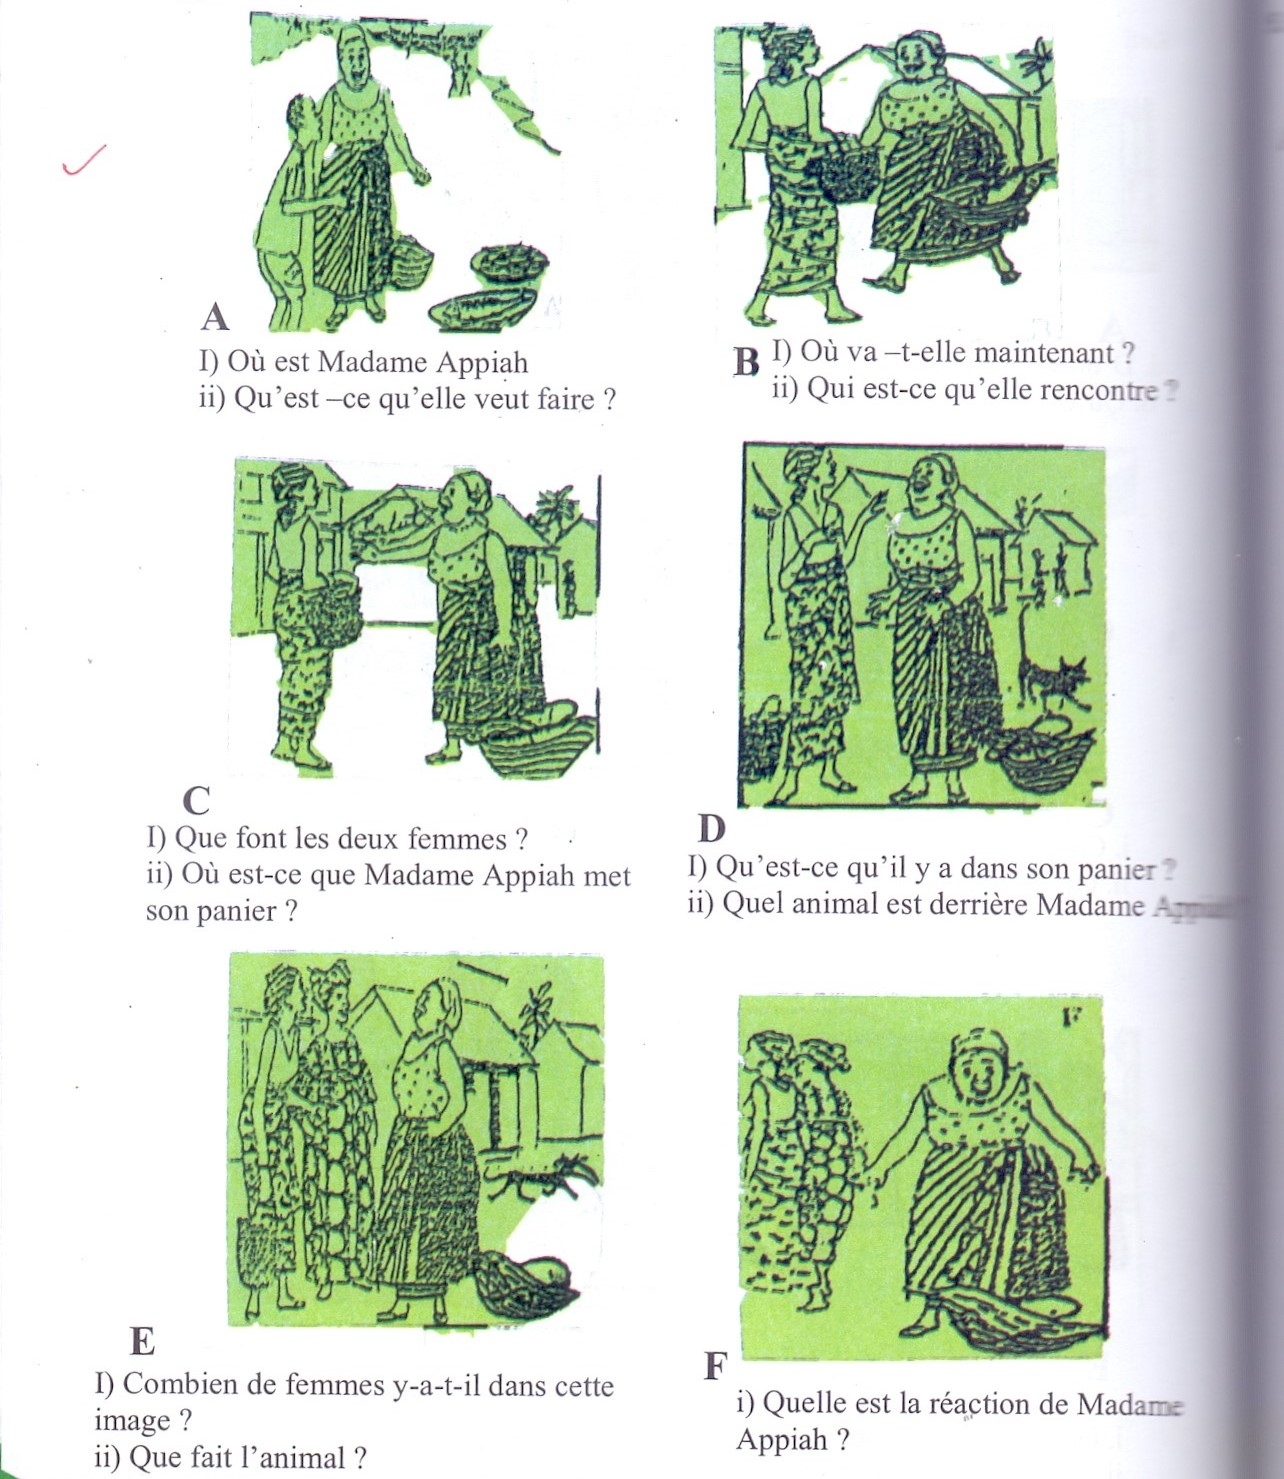 A
I) Où est Madame Appiah
ii) Qu’est –ce qu’elle veut faire ?
B
I) Où va –t-elle maintenant ?
ii) Qui est-ce qu’elle rencontre ?
C
I) Que font les deux femmes ?
ii) Où est-ce que Madame Appiah met
son panier ?
D
I) Qu’est-ce qu’il y a dans son panier ?
ii) Quel animal est derrière Madame
E
I) Combien de femmes y-a-t-il dans cette
image ?
ii) Que fait l’animal ?
F
F
i) Quelle est la réaction de Madame
Appiah ?